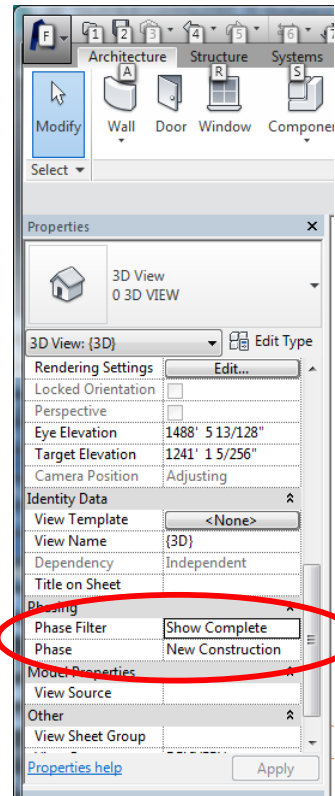 F 1 2 3 4 5 6
Architecture Structure Systems
A R S
Modify Wall Door Window
Select
Properties
3D View
0 3D VIEW
3D View: {3D} Edit Type
Rendering Settings Edit...
Locked Orientation
Perspective
Eye Elevation 1488' 5 13/128"
Target Elevation 1241' 1 5/256"
Camera Position Adjusting
Identity Data
View Template <None>
View Name {3D}
Dependency Independent
Title on Sheet
Phasing
Phase Filter Show Complete
Phase New Construction
Model Properties
View Source
Other
View Sheet Group
Properties help Apply